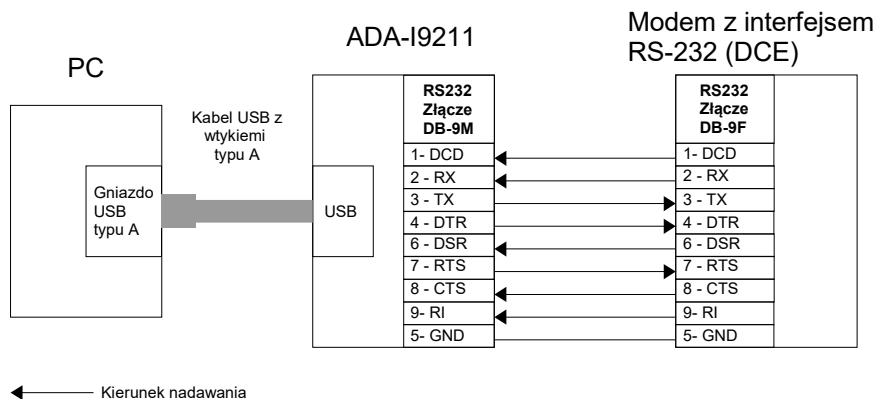 PC
ADA-I9211
Modem z interfejsem
RS-232 (DCE)
Kabel USB z
wtykiemi
typu A
Gniazdo
USB
typu A
USB
RS232
Złącze
DB-9M
1- DCD
2 - RX
3 - TX
4 - DTR
6 - DSR
7 - RTS
8 - CTS
9- RI
5- GND
RS232
Złącze
DB-9F
1- DCD
2 - RX
3 - TX
4 - DTR
6 - DSR
7 - RTS
8 - CTS
9- RI
5- GND
Kierunek nadawania